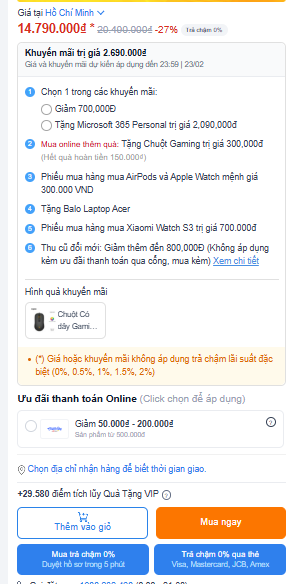 Giá tại Hồ Chí Minh
14.790.000₫ * 20.490.000₫ -27% Trả chậm 0%
Khuyến mãi trị giá 2.690.000₫
Giá và khuyến mãi dự kiến áp dụng đến 23:59 | 23/02
1 Chọn 1 trong các khuyến mãi:
Giảm 700,000Đ
Tặng Microsoft 365 Personal trị giá 2,090,000đ
2 Mua online thêm quà: Tặng Chuột Gaming trị giá 300,000đ
(Hết quà hoàn tiền 150.000₫)
3 Phiếu mua hàng mua AirPods và Apple Watch mệnh giá
300.000 VND
4 Tặng Balo Laptop Acer
5 Phiếu mua hàng mua Xiaomi Watch S3 trị giá 700.000đ
6 Thu cũ đổi mới: Giảm thêm đến 800,000Đ (Không áp dụng
kèm ưu đãi thanh toán qua cổng, mua kèm) Xem chi tiết
Hình quà khuyến mãi
Chuột Có
dây Gami...
• (*) Giá hoặc khuyến mãi không áp dụng trả chậm lãi suất đặc
biệt (0%, 0.5%, 1%, 1.5%, 2%)
Ưu đãi thanh toán Online (Click chọn để áp dụng)
Giảm 50.000₫ - 200.000₫ ?
Sản phẩm từ 500.000₫
Chọn địa chỉ nhận hàng để biết thời gian giao.
+29.580 điểm tích lũy Quà Tặng VIP ?
Thêm vào giỏ
Mua ngay
Mua trả chậm 0%
Duyệt hồ sơ trong 5 phút
Trả chậm 0% qua thẻ
Visa, Mastercard, JCB, Amex